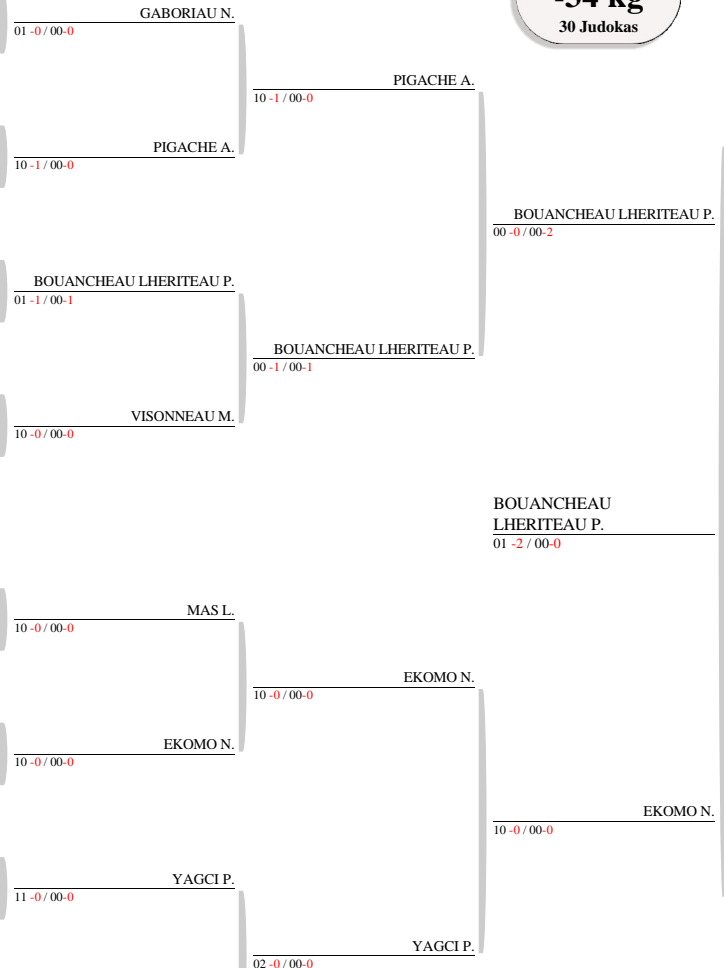 -54 kg
30 Judokas
GABORIAU N.
01 -0 / 00-0
PIGACHE A.
10 -1 / 00-0
PIGACHE A.
10 -1 / 00-0
BOUANCHEAU LHERITEAU P.
00 -0 / 00-2
BOUANCHEAU LHERITEAU P.
01 -1 / 00-1
BOUANCHEAU LHERITEAU P.
00 -1 / 00-1
VISONNEAU M.
10 -0 / 00-0
BOUANCHEAU
LHERITEAU P.
01 -2 / 00-0
MAS L.
10 -0 / 00-0
EKOMO N.
10 -0 / 00-0
EKOMO N.
10 -0 / 00-0
EKOMO N.
10 -0 / 00-0
YAGCI P.
11 -0 / 00-0
YAGCI P.
02 -0 / 00-0